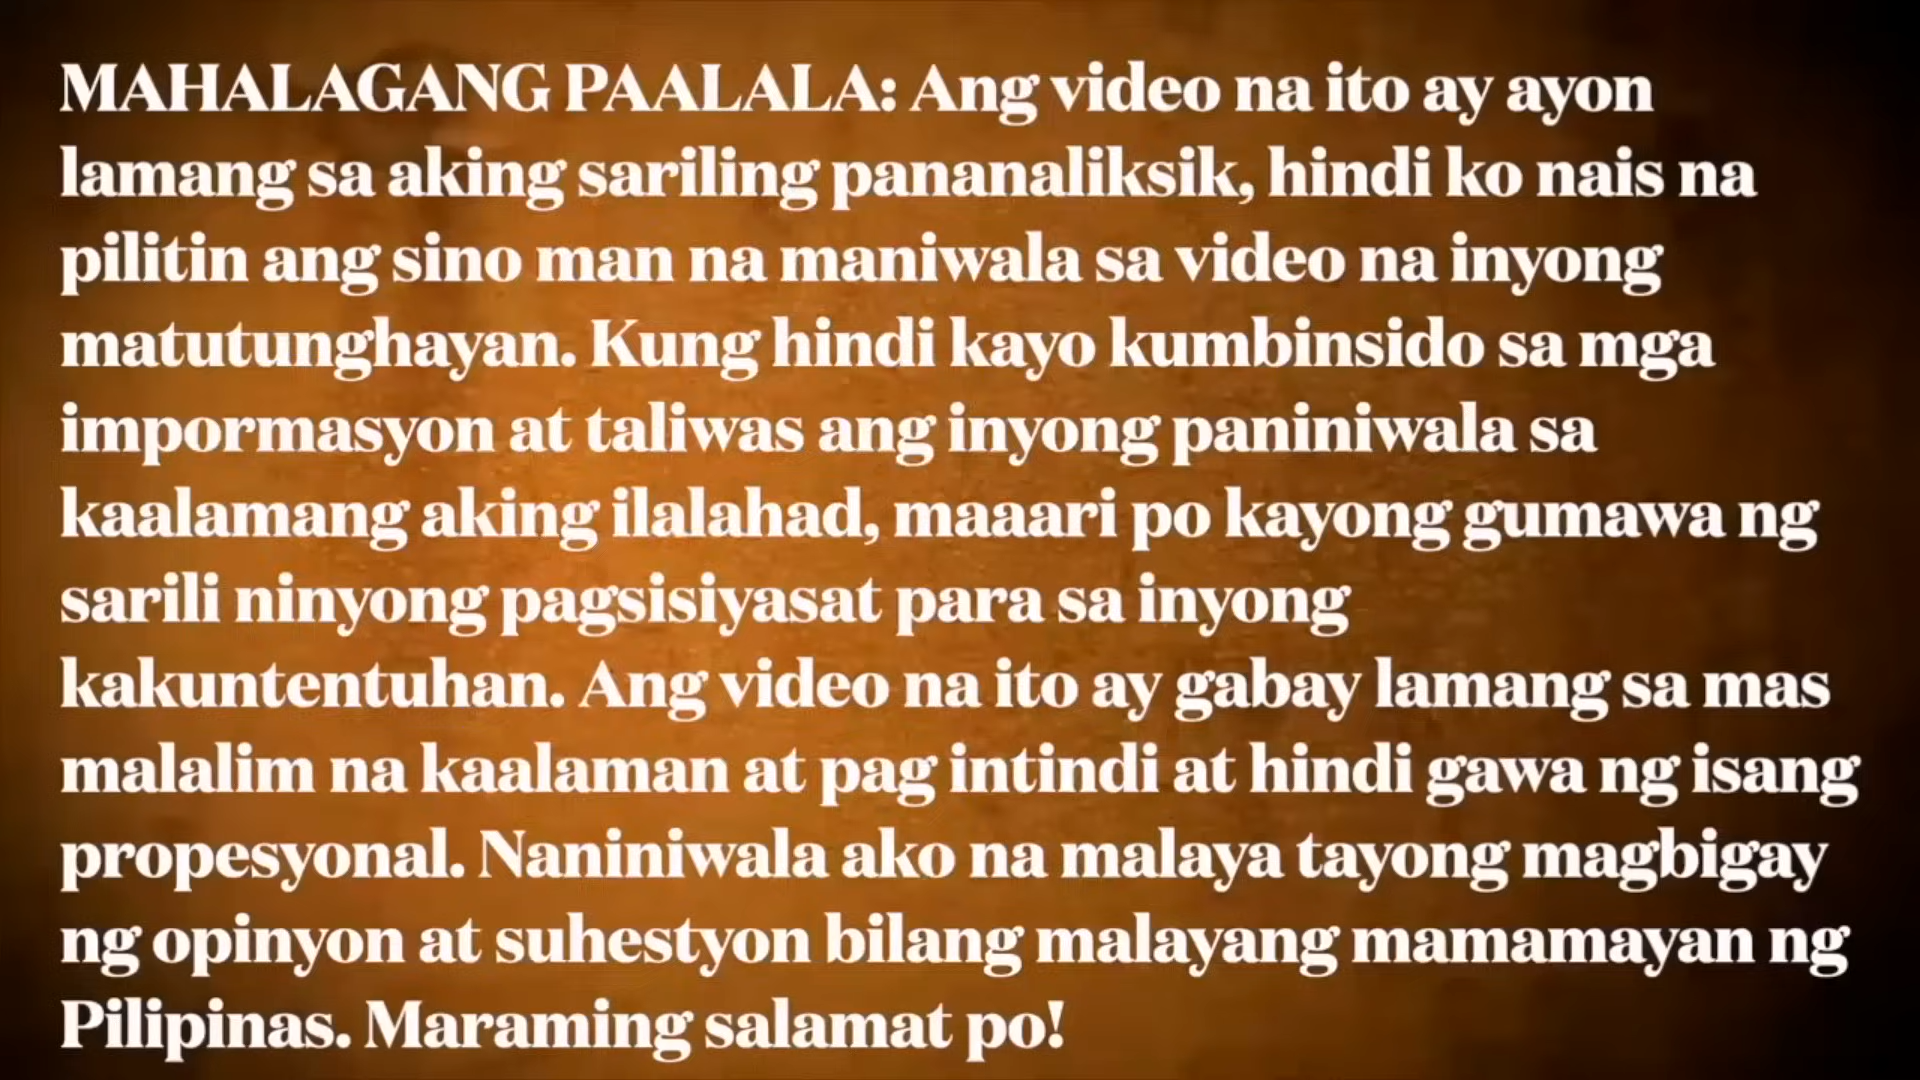 MAHALAGANG PAALALA: Ang video na ito ay ayon
lamang sa aking sariling pananaliksik, hindi ko nais na
pilitin ang sino man na maniwala sa video na inyong
matutunghayan. Kung hindi kayo kumbinsido sa mga
impormasyon at taliwas ang inyong paniniwala sa
kaalamang aking ilalahad, maaari po kayong gumawa ng
sarili ninyong pagsisiyasat para sa inyong
kakuntentuhan. Ang video na ito ay gabay lamang sa mas
malalim na kaalaman at pag intindi at hindi gawa ng isang
propesyonal. Naniniwala ako na malaya tayong magbigay
ng opinyon at suhestyon bilang malayang mamamayan ng
Pilipinas. Maraming salamat po!